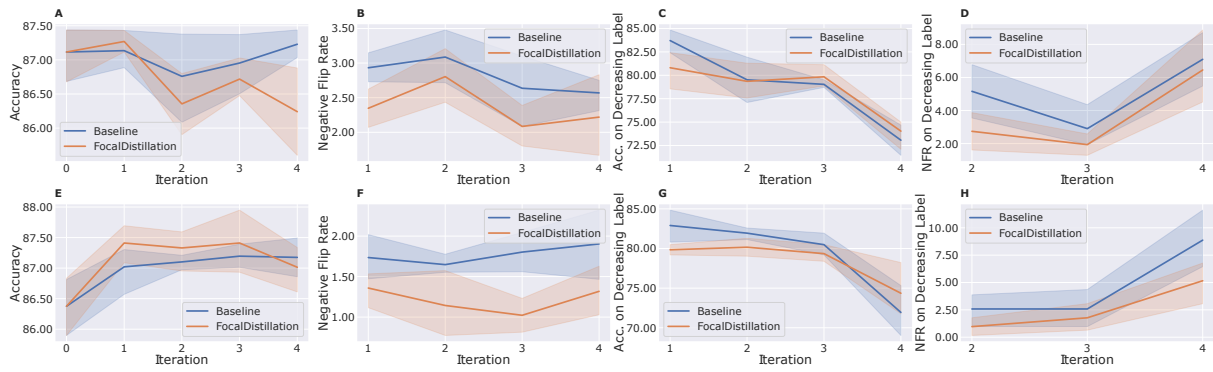 A
87.50
87.00
86.50
86.00
Accuracy
Baseline
FocalDistillation
0 1 2 3 4
Iteration
B
3.50
3.00
2.50
2.00
Negative Flip Rate
Baseline
FocalDistillation
1 2 3 4
Iteration
C
85.00
82.50
80.00
77.50
75.00
72.50
Acc. on Decreasing Label
Baseline
FocalDistillation
1 2 3 4
Iteration
D
8.00
6.00
4.00
2.00
NFR on Decreasing Label
Baseline
FocalDistillation
2 3 4
Iteration
E
88.00
87.50
87.00
86.50
86.00
Accuracy
Baseline
FocalDistillation
0 1 2 3 4
Iteration
F
2.00
1.50
1.00
Negative Flip Rate
Baseline
FocalDistillation
1 2 3 4
Iteration
G
85.00
80.00
75.00
70.00
Acc. on Decreasing Label
Baseline
FocalDistillation
1 2 3 4
Iteration
H
10.00
7.50
5.00
2.50
0.00
NFR on Decreasing Label
Baseline
FocalDistillation
2 3 4
Iteration